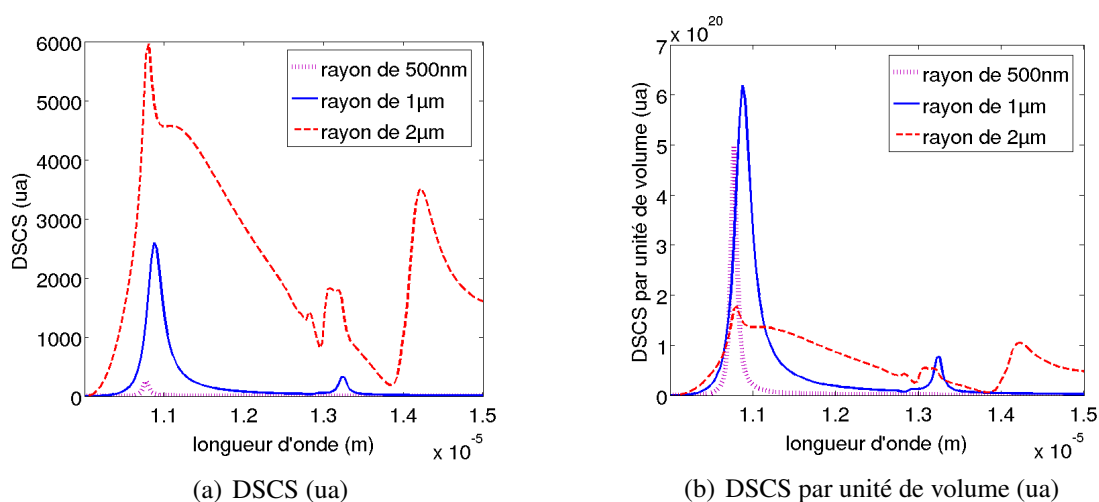 6000
5000
4000
3000
2000
1000
0
DSCS (ua)
rayon de 500nm
rayon de 1µm
rayon de 2µm
1.1 1.2 1.3 1.4 1.5
longueur d'onde (m)
x 10⁻⁵
(a) DSCS (ua)
x 10²⁰
7
6
5
4
3
2
1
0
DSCS par unité de volume (ua)
rayon de 500nm
rayon de 1µm
rayon de 2µm
1.1 1.2 1.3 1.4 1.5
longueur d'onde (m)
x 10⁻⁵
(b) DSCS par unité de volume (ua)